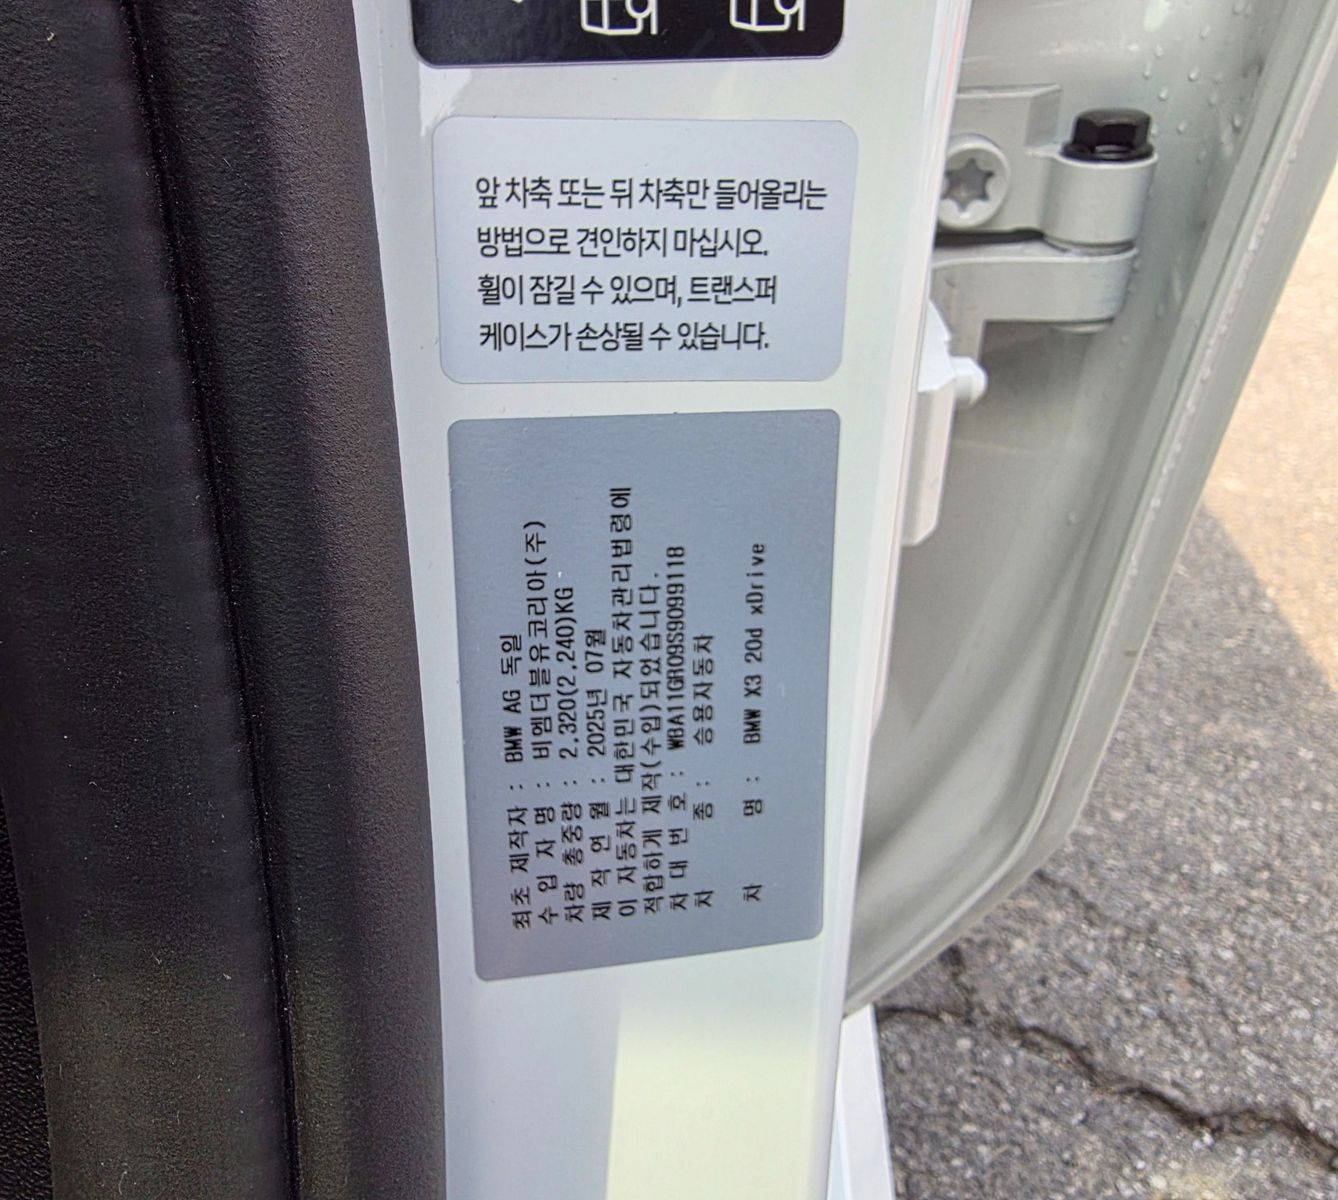 앞 차축 또는 뒤 차축만 들어올리는
방법으로 견인하지 마십시오.
휠이 잠길 수 있으며, 트랜스퍼
케이스가 손상될 수 있습니다.
최초 제작자 : BMW AG 독일
수 입 자 명 : 비엠더블유코리아(주)
차량 총중량 : 2,320(2,240)KG
제 작 연 월 : 2025년 07월
이 자동차는 대한민국 자동차관리법령에
적합하게 제작(수입)되었습니다.
차 대 번 호 : WBA11GR09S9099118
차 종 : 승용자동차
차 명 : BMW X3 20d xDrive